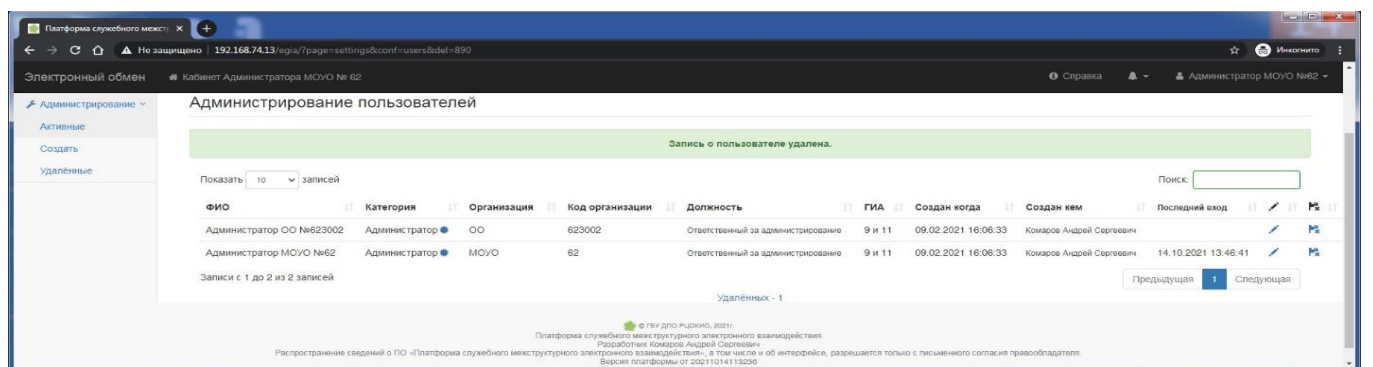 Платформа служебного межст
Не защищено 192.168.74.13/egia/?page=settings&conf=users&del=890 Инкогнито
Электронный обмен Кабинет Администратора МОУО № 62 Справка Администратор МОУО №62
Администрирование
Активные
Создать
Удалённые
Администрирование пользователей
Запись о пользователе удалена.
Показать 10 записей Поиск:
ФИО Категория Организация Код организации Должность ГИА Создан когда Создан кем Последний вход
Администратор ОО №623002 Администратор ОО 623002 Ответственный за администрирование 9 и 11 09.02.2021 16:06:33 Комаров Андрей Сергеевич
Администратор МОУО №62 Администратор МОУО 62 Ответственный за администрирование 9 и 11 09.02.2021 16:06:33 Комаров Андрей Сергеевич 14.10.2021 13:46:41
Записи с 1 до 2 из 2 записей Предыдущая 1 Следующая
Удалённых - 1
© ГБУ ДПО РЦОКИО, 2021г.
Платформа служебного межструктурного электронного взаимодействия
Разработчик Комаров Андрей Сергеевич
Распространение сведений о ПО «Платформа служебного межструктурного электронного взаимодействия», в том числе и об интерфейсе, разрешается только с письменного согласия правообладателя.
Версия платформы от 20211014113236